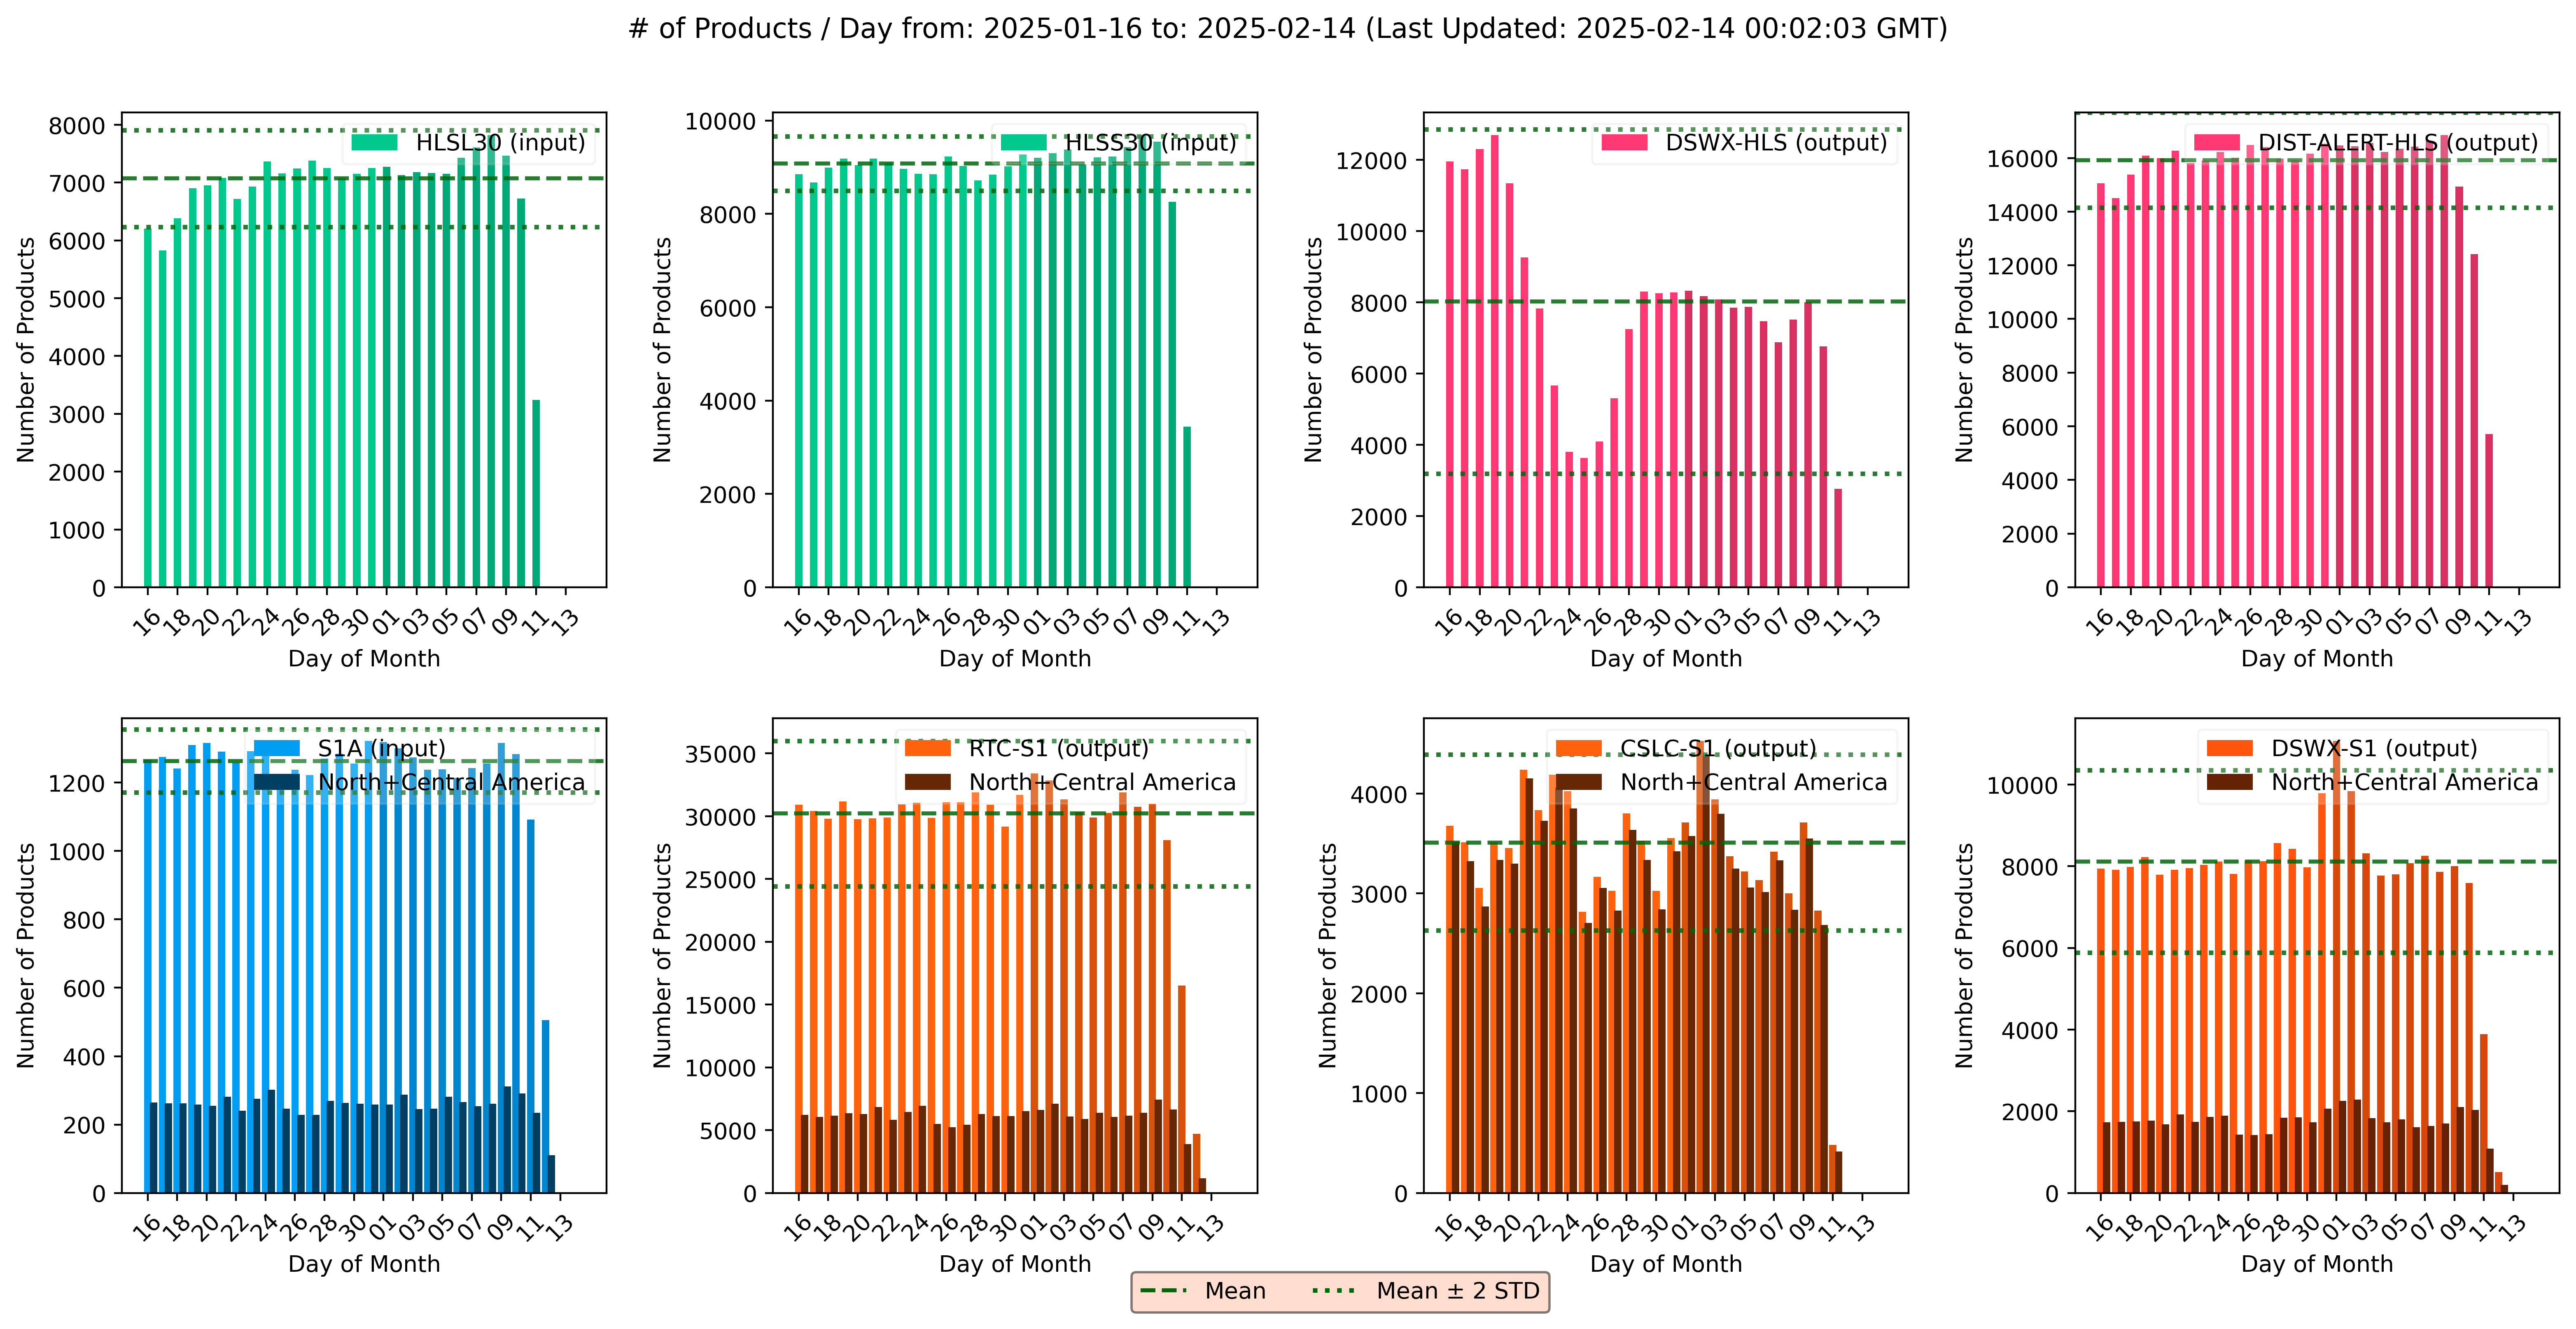 # of Products / Day from: 2025-01-16 to: 2025-02-14 (Last Updated: 2025-02-14 00:02:03 GMT)
Number of Products
8000
7000
6000
5000
4000
3000
2000
1000
0
HLSL30 (input)
16 18 20 22 24 26 28 30 01 03 05 07 09 11 13
Day of Month
Number of Products
10000
8000
6000
4000
2000
0
HLSS30 (input)
16 18 20 22 24 26 28 30 01 03 05 07 09 11 13
Day of Month
Number of Products
12000
10000
8000
6000
4000
2000
0
DSWX-HLS (output)
16 18 20 22 24 26 28 30 01 03 05 07 09 11 13
Day of Month
Number of Products
16000
14000
12000
10000
8000
6000
4000
2000
0
DIST-ALERT-HLS (output)
16 18 20 22 24 26 28 30 01 03 05 07 09 11 13
Day of Month
Number of Products
1200
1000
800
600
400
200
0
S1A (input)
North+Central America
16 18 20 22 24 26 28 30 01 03 05 07 09 11 13
Day of Month
Number of Products
35000
30000
25000
20000
15000
10000
5000
0
RTC-S1 (output)
North+Central America
16 18 20 22 24 26 28 30 01 03 05 07 09 11 13
Day of Month
Number of Products
4000
3000
2000
1000
0
CSLC-S1 (output)
North+Central America
16 18 20 22 24 26 28 30 01 03 05 07 09 11 13
Day of Month
Number of Products
10000
8000
6000
4000
2000
0
DSWX-S1 (output)
North+Central America
16 18 20 22 24 26 28 30 01 03 05 07 09 11 13
Day of Month
Mean
Mean ± 2 STD